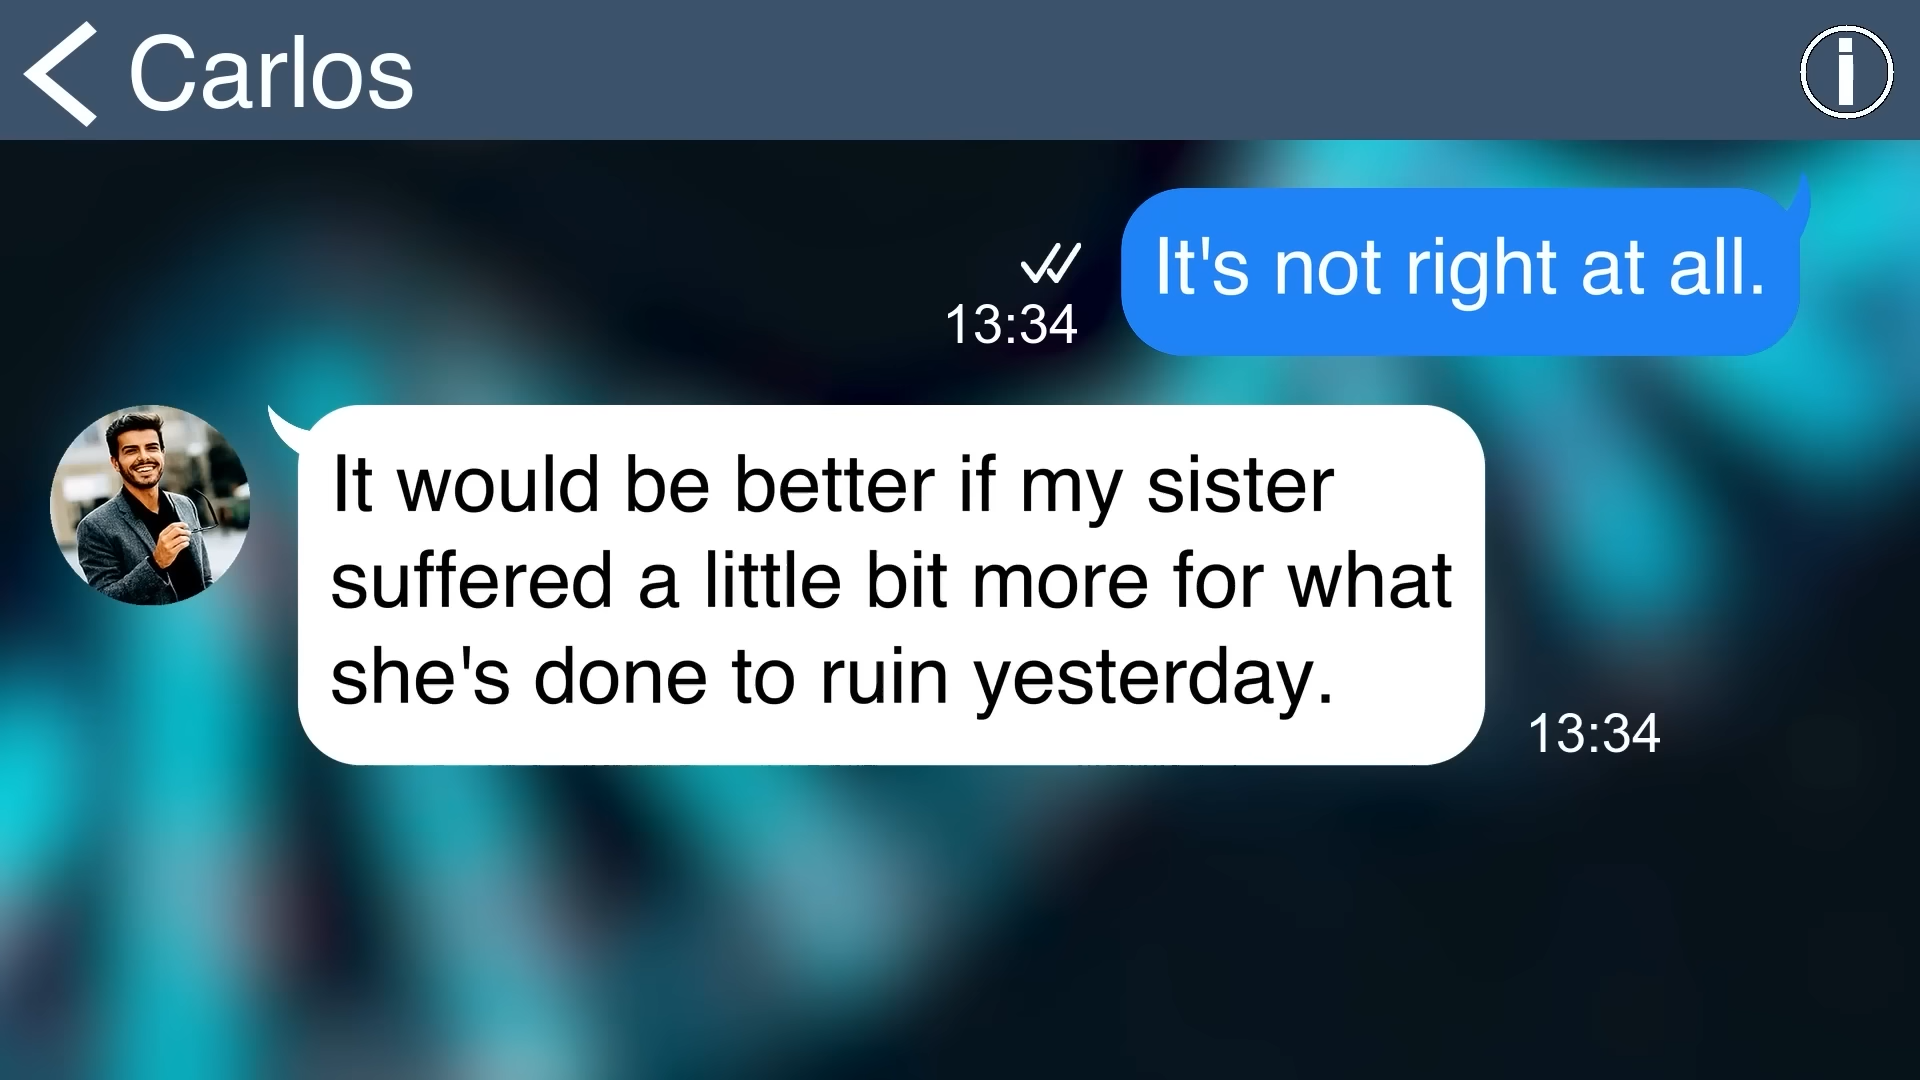 Carlos
It's not right at all.
13:34
It would be better if my sister
suffered a little bit more for what
she's done to ruin yesterday.
13:34